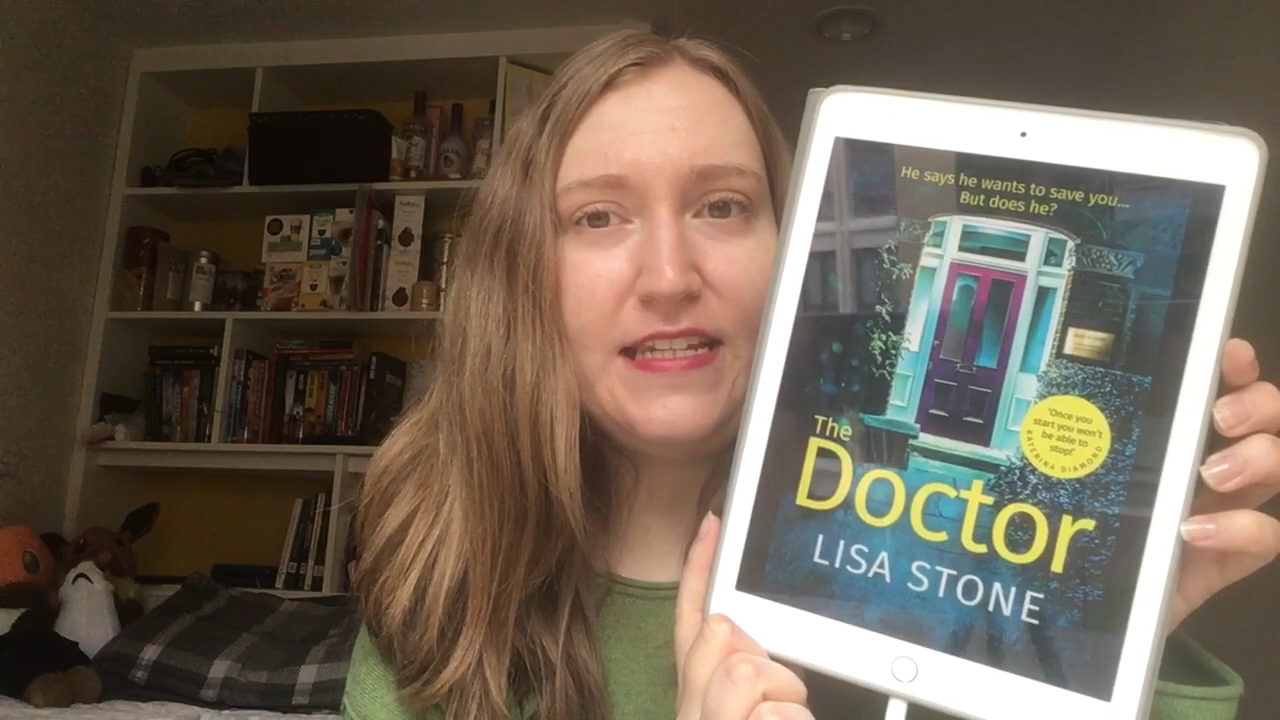 He says he wants to save you...
But does he?
'Once you
start you won't
be able to
stop!'
KATERINA DIAMOND
The
Doctor
LISA STONE